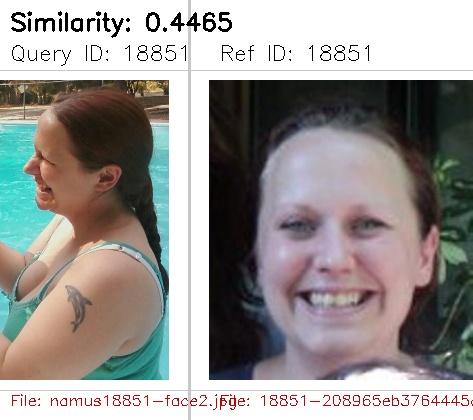 Similarity: 0.4465
Query ID: 18851 Ref ID: 18851
File: namus18851-face2.jpg File: 18851-208965eb3764445